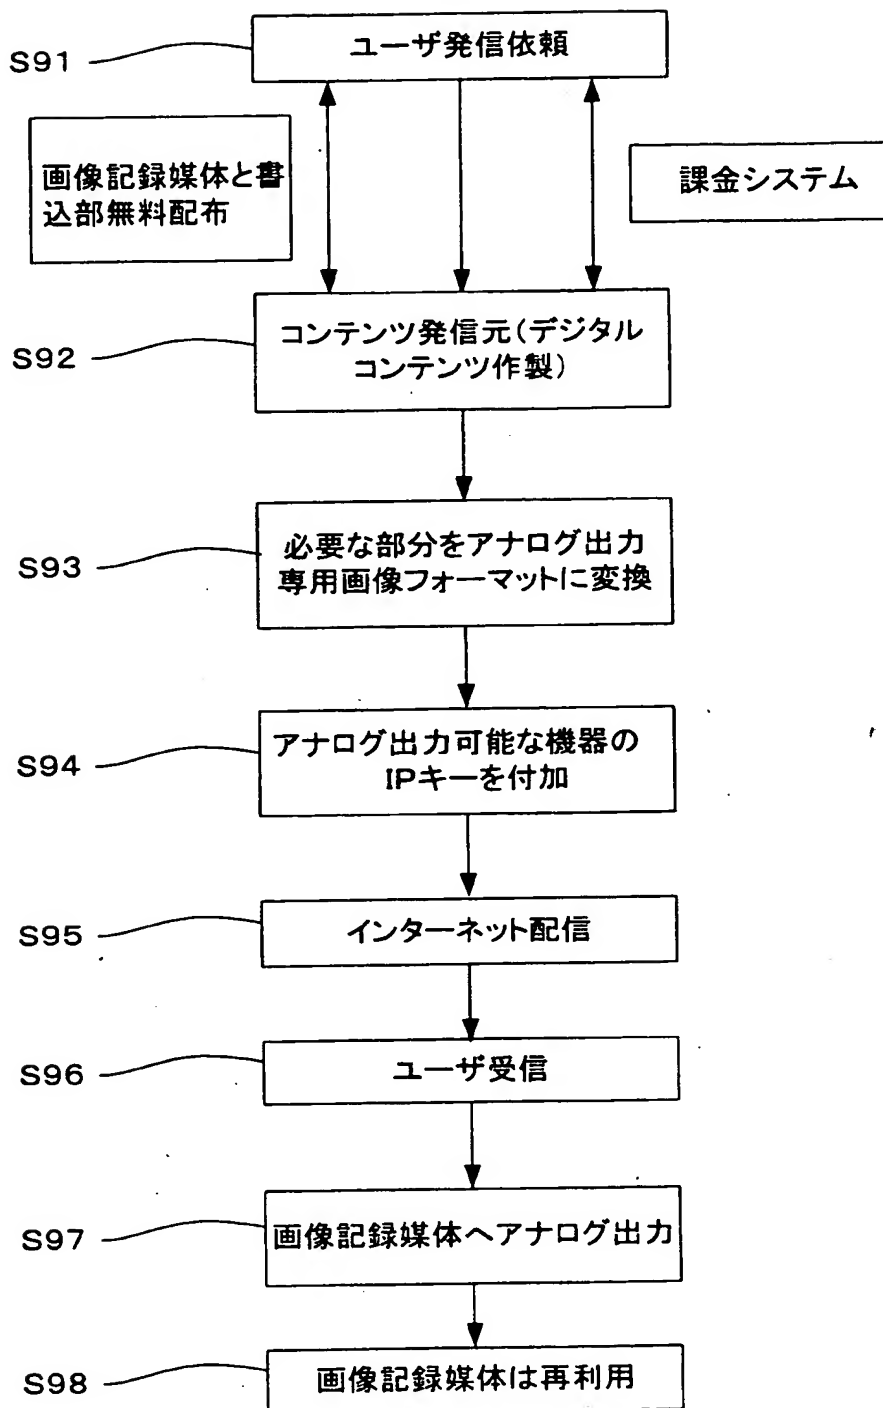 S91
ユーザ発信依頼
画像記録媒体と書
込部無料配布
課金システム
S92
コンテンツ発信元(デジタル
コンテンツ作製)
S93
必要な部分をアナログ出力
専用画像フォーマットに変換
S94
アナログ出力可能な機器の
IPキーを付加
S95
インターネット配信
S96
ユーザ受信
S97
画像記録媒体へアナログ出力
S98
画像記録媒体は再利用